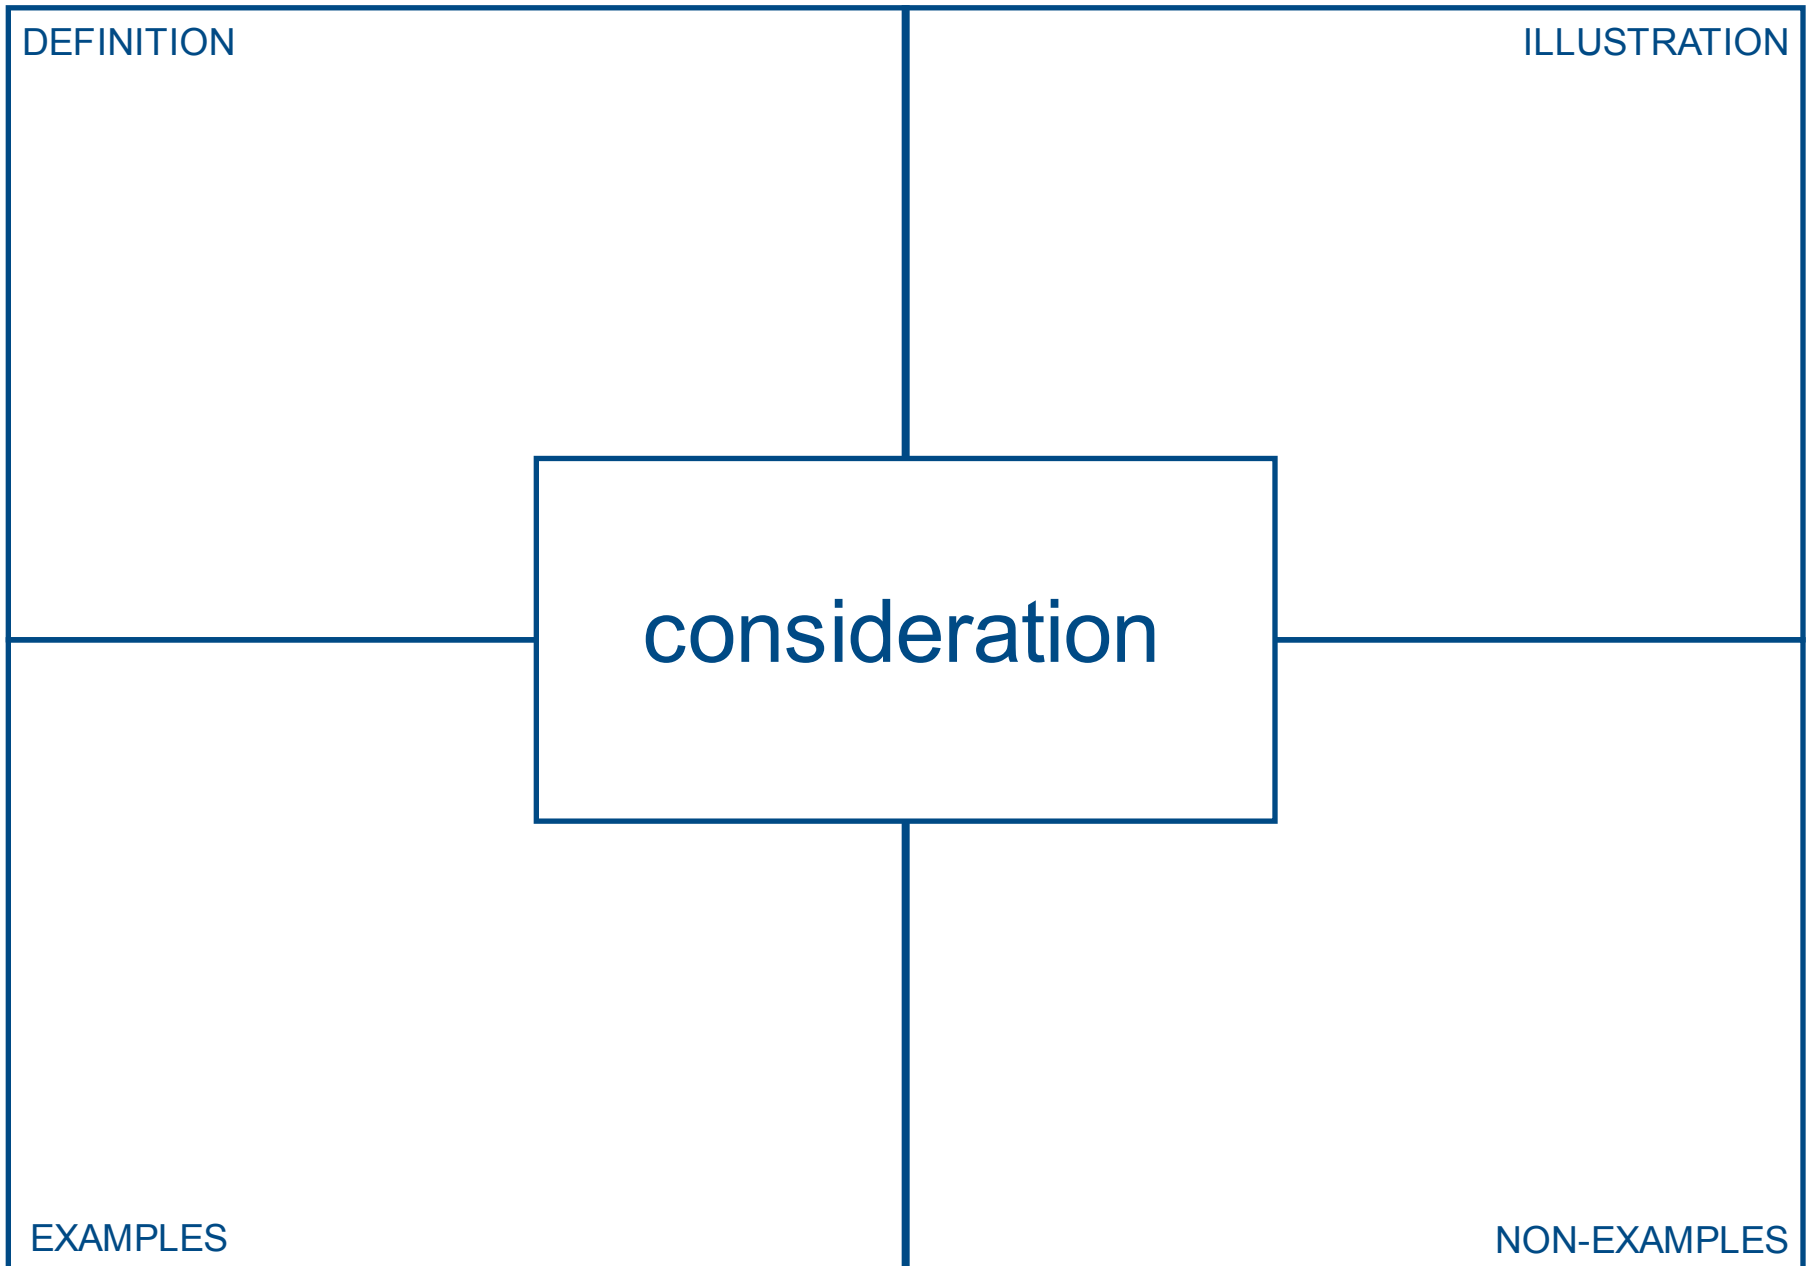 DEFINITION
ILLUSTRATION
consideration
EXAMPLES
NON-EXAMPLES